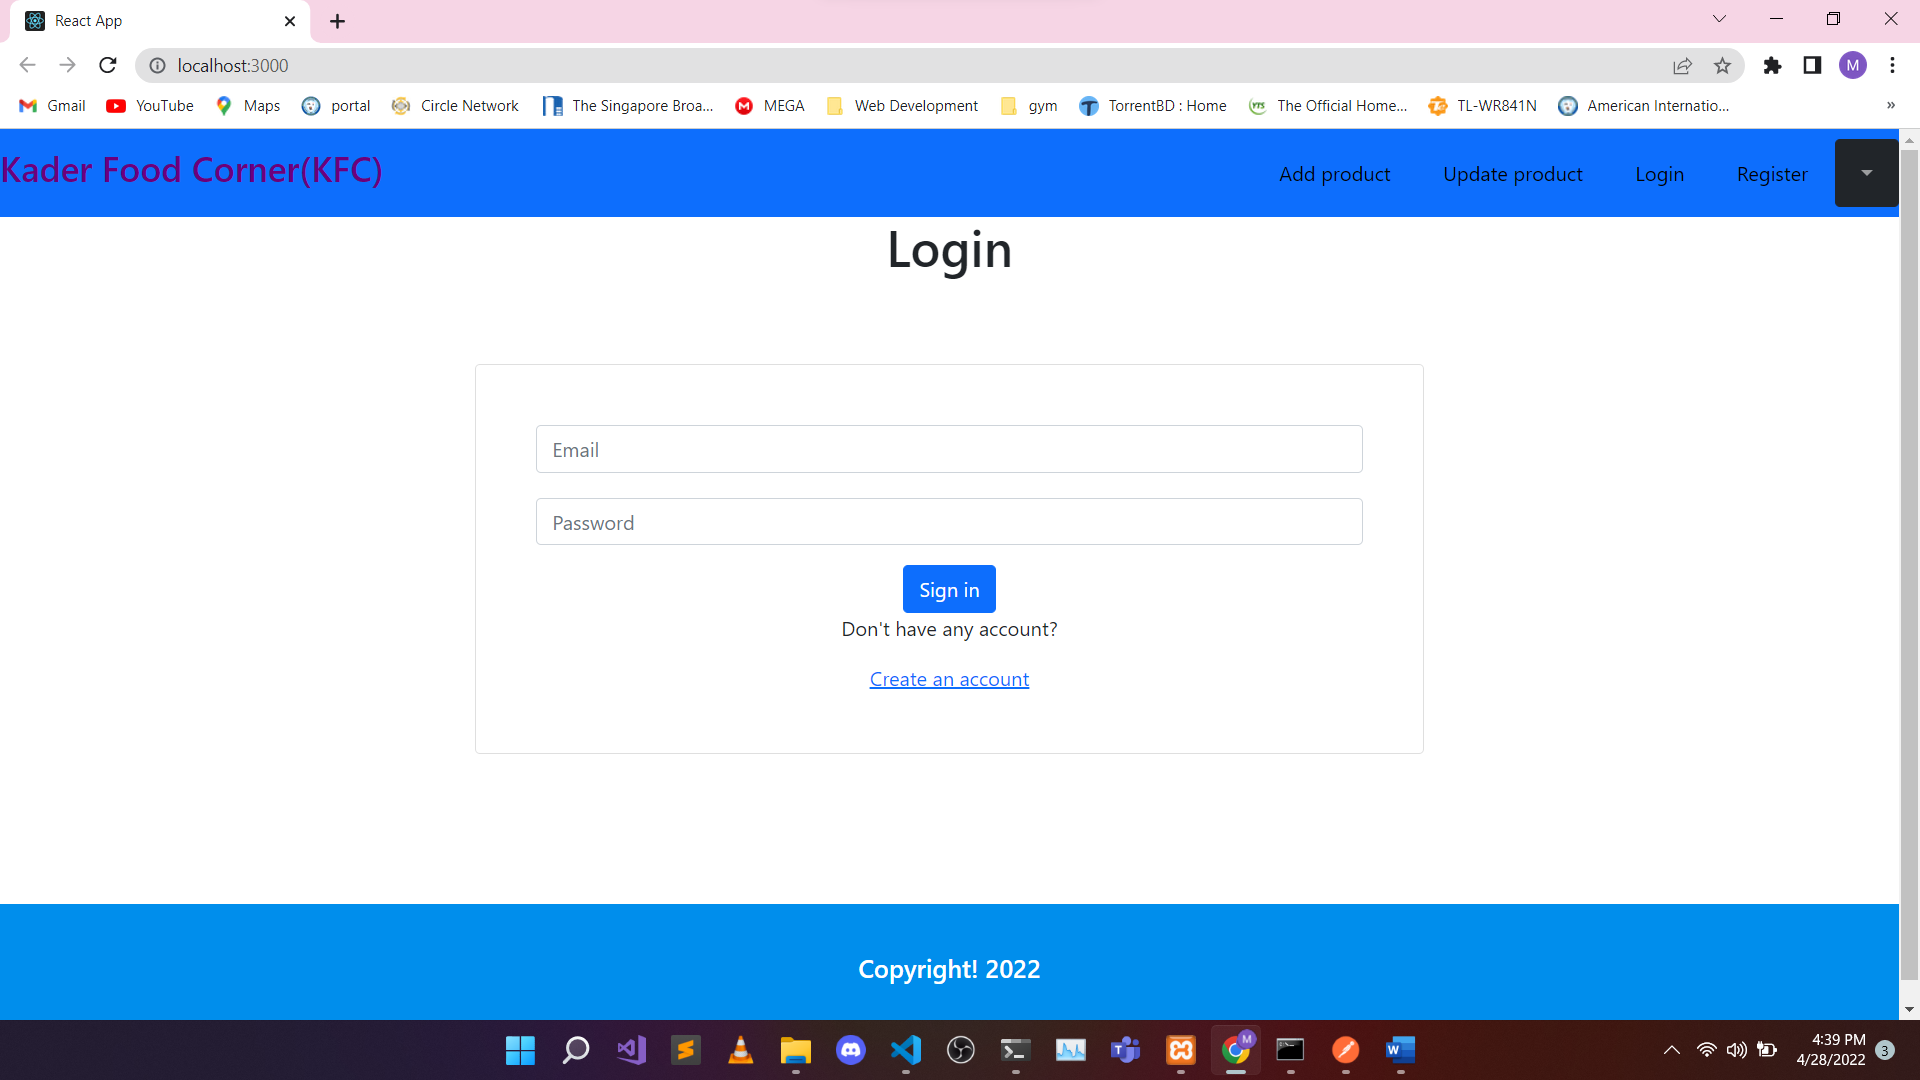 React App
localhost:3000
M
Gmail YouTube Maps portal Circle Network The Singapore Broa... MEGA Web Development gym TorrentBD : Home The Official Home... TL-WR841N American Internatio... »
Kader Food Corner(KFC)
Add product Update product Login Register
Login
Email
Password
Sign in
Don't have any account?
Create an account
Copyright! 2022
M
4:39 PM
4/28/2022
3